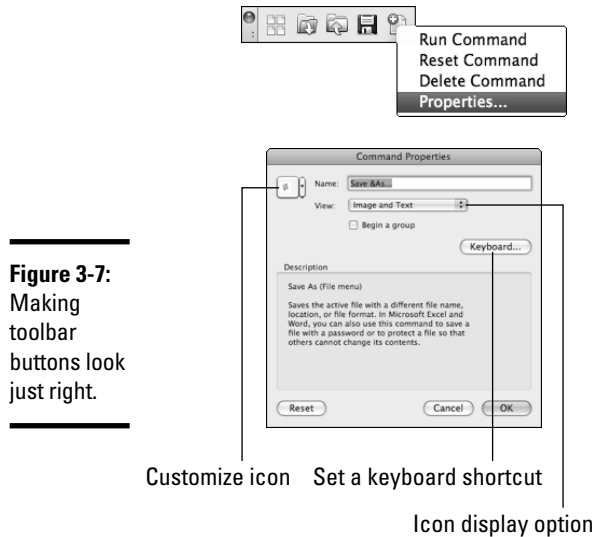 Run Command
Reset Command
Delete Command
Properties...
Command Properties
Name: Save &As...
View: Image and Text
Begin a group
Keyboard...
Description
Save As (File menu)
Saves the active file with a different file name,
location, or file format. In Microsoft Excel and
Word, you can also use this command to save a
file with a password or to protect a file so that
others cannot change its contents.
Reset Cancel OK
Figure 3-7:
Making
toolbar
buttons look
just right.
Customize icon Set a keyboard shortcut
Icon display option